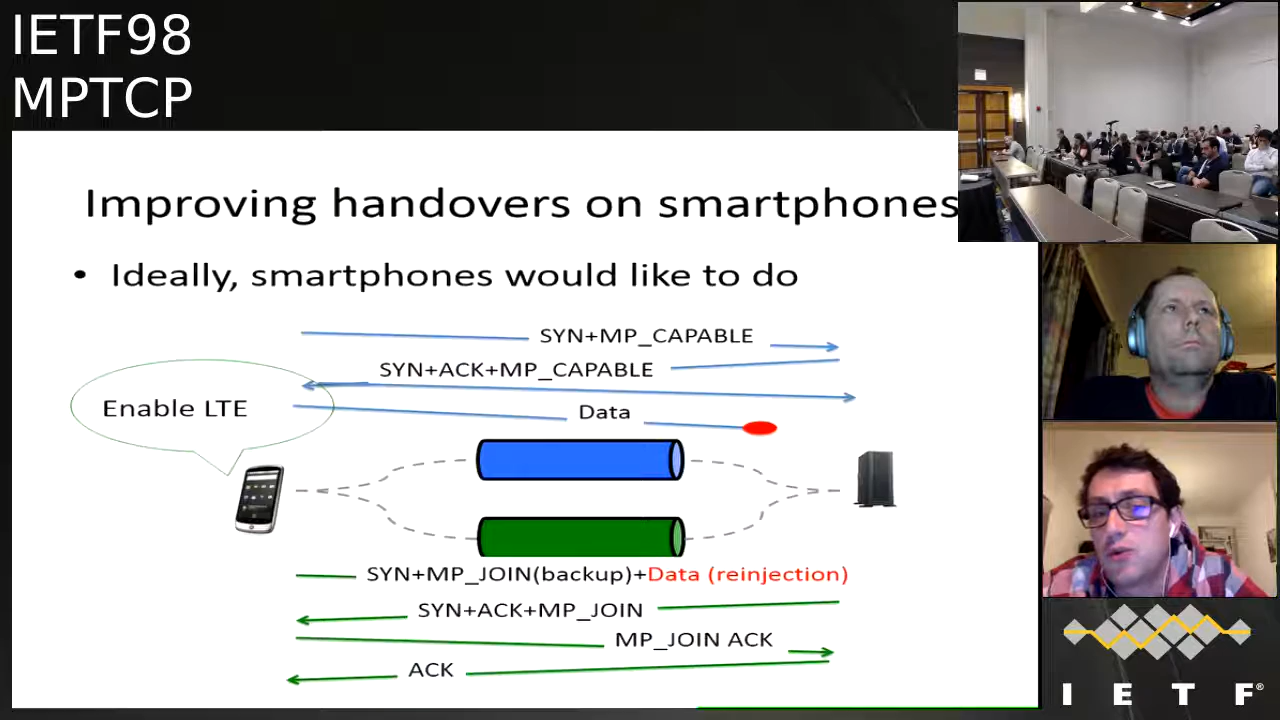 IETF98
MPTCP
Improving handovers on smartphones
• Ideally, smartphones would like to do
SYN+MP_CAPABLE
SYN+ACK+MP_CAPABLE
Enable LTE
Data
SYN+MP_JOIN(backup)+Data (reinjection)
SYN+ACK+MP_JOIN
MP_JOIN ACK
ACK
I E T F®